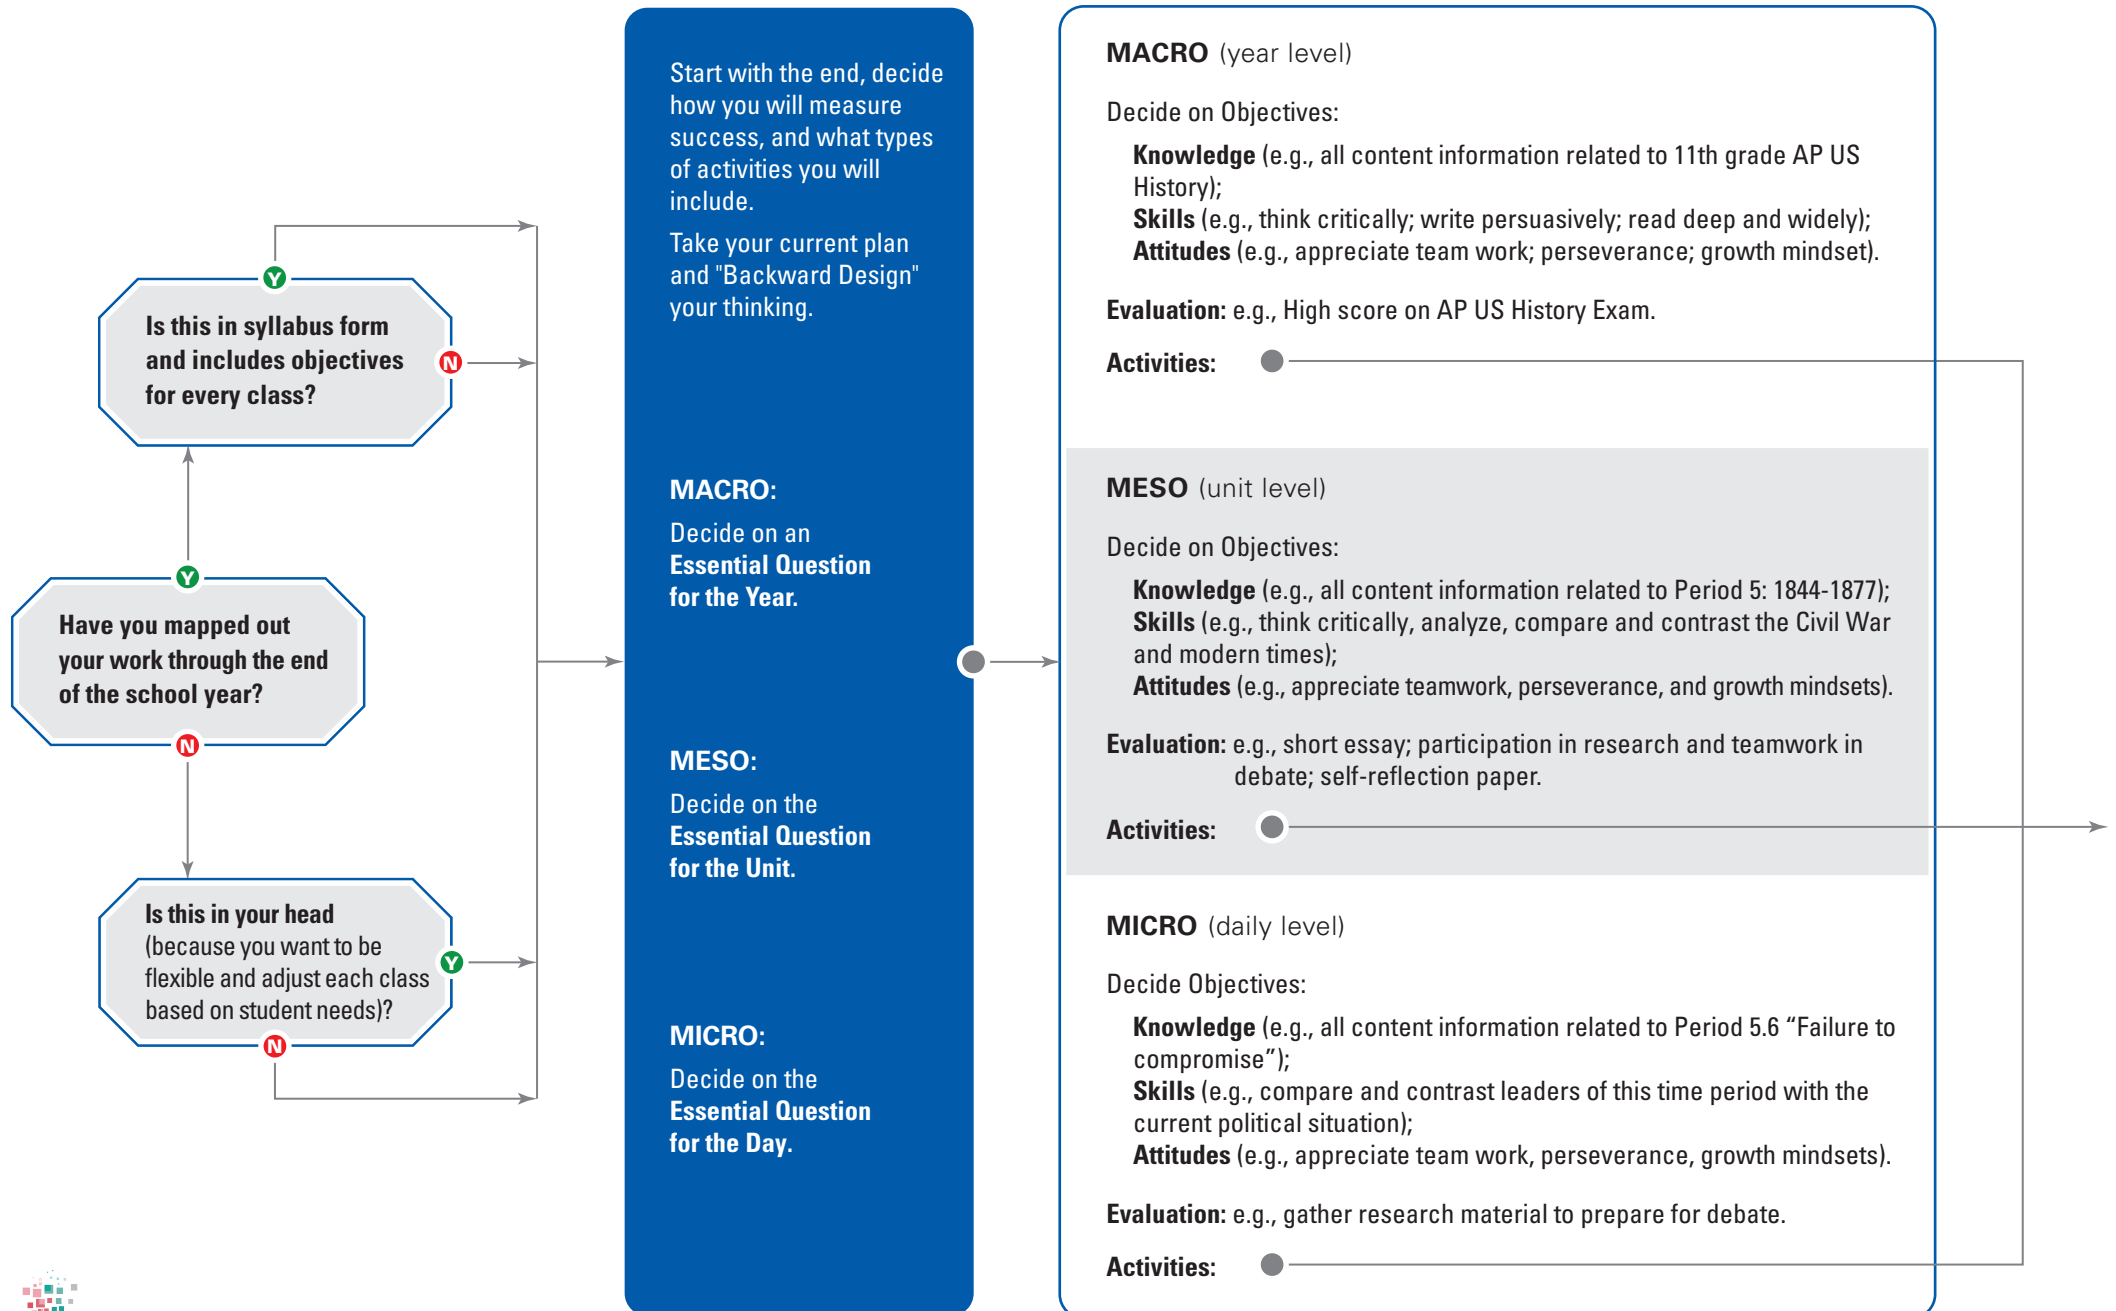 Y
Is this in syllabus form
and includes objectives
for every class?
N
Y
Have you mapped out
your work through the end
of the school year?
N
Is this in your head
(because you want to be
flexible and adjust each class
based on student needs)?
Y
N
Start with the end, decide
how you will measure
success, and what types
of activities you will
include.
Take your current plan
and "Backward Design"
your thinking.
MACRO:
Decide on an
Essential Question
for the Year.
MESO:
Decide on the
Essential Question
for the Unit.
MICRO:
Decide on the
Essential Question
for the Day.
MACRO (year level)
Decide on Objectives:
Knowledge (e.g., all content information related to 11th grade AP US
History);
Skills (e.g., think critically; write persuasively; read deep and widely);
Attitudes (e.g., appreciate team work; perseverance; growth mindset).
Evaluation: e.g., High score on AP US History Exam.
Activities:
MESO (unit level)
Decide on Objectives:
Knowledge (e.g., all content information related to Period 5: 1844-1877);
Skills (e.g., think critically, analyze, compare and contrast the Civil War
and modern times);
Attitudes (e.g., appreciate teamwork, perseverance, and growth mindsets).
Evaluation: e.g., short essay; participation in research and teamwork in
debate; self-reflection paper.
Activities:
MICRO (daily level)
Decide Objectives:
Knowledge (e.g., all content information related to Period 5.6 “Failure to
compromise”);
Skills (e.g., compare and contrast leaders of this time period with the
current political situation);
Attitudes (e.g., appreciate team work, perseverance, growth mindsets).
Evaluation: e.g., gather research material to prepare for debate.
Activities: